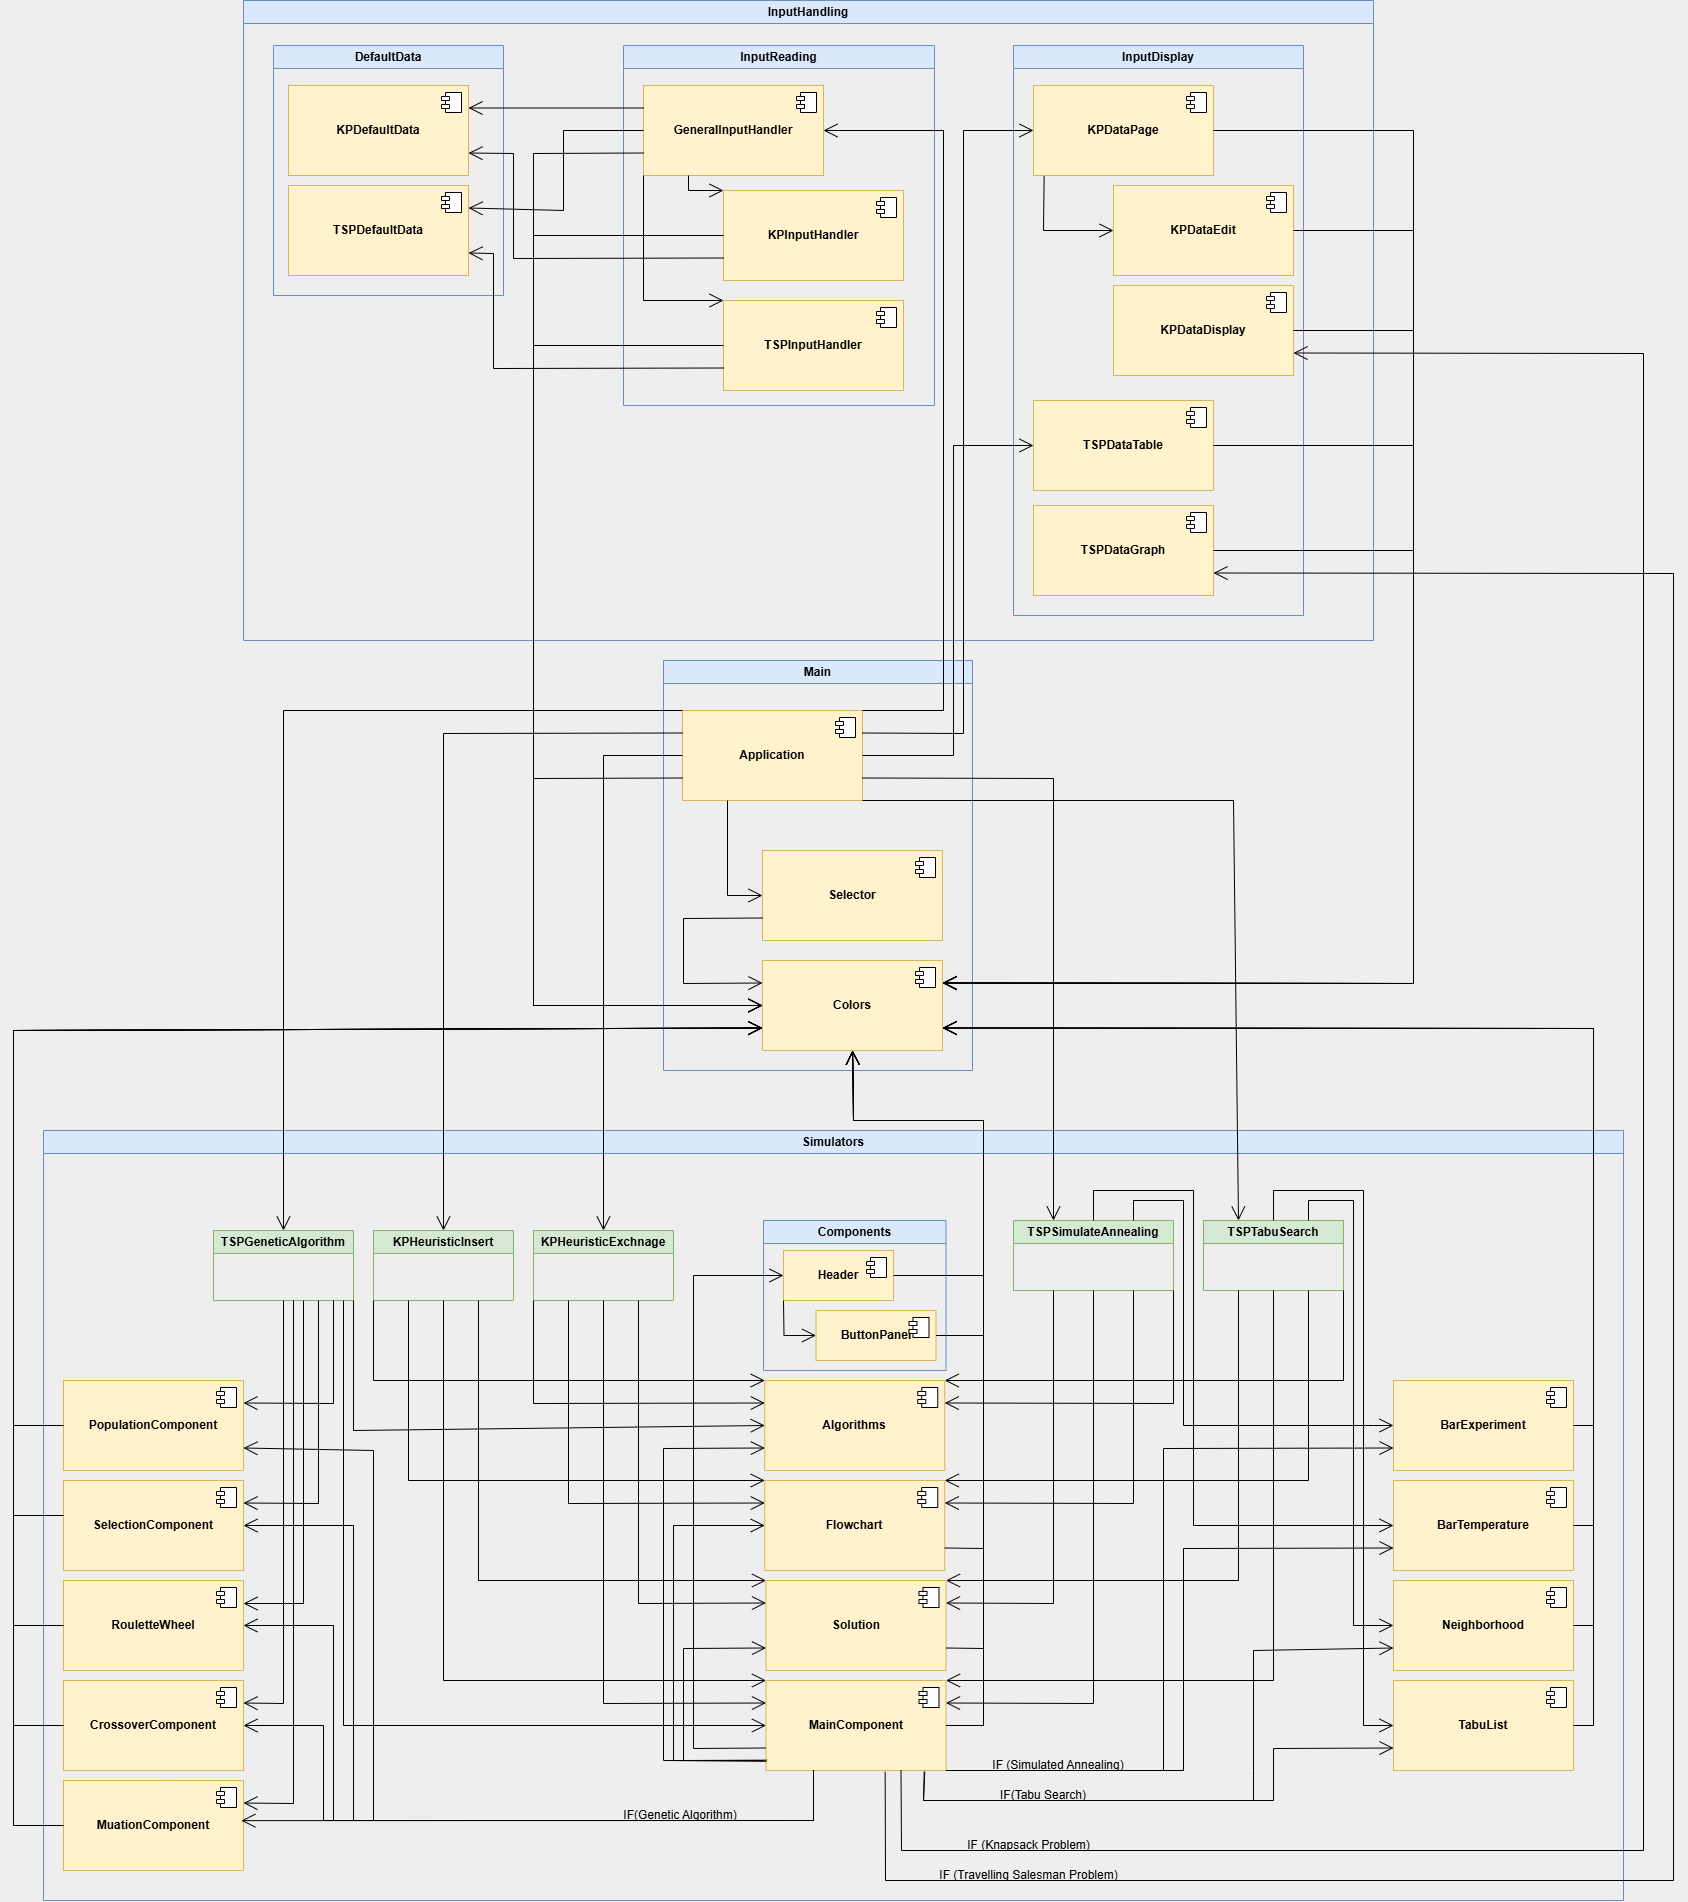 InputHandling
DefaultData
InputReading
InputDisplay
KPDefaultData
GeneralInputHandler
KPDataPage
TSPDefaultData
KPInputHandler
KPDataEdit
TSPInputHandler
KPDataDisplay
TSPDataTable
TSPDataGraph
Main
Application
Selector
Colors
Simulators
TSPGeneticAlgorithm
KPHeuristicInsert
KPHeuristicExchnage
Components
TSPSimulateAnnealing
TSPTabuSearch
Header
ButtonPanel
PopulationComponent
Algorithms
BarExperiment
SelectionComponent
Flowchart
BarTemperature
RouletteWheel
Solution
Neighborhood
CrossoverComponent
MainComponent
TabuList
IF (Simulated Annealing)
IF(Tabu Search)
IF(Genetic Algorithm)
MuationComponent
IF (Knapsack Problem)
IF (Travelling Salesman Problem)